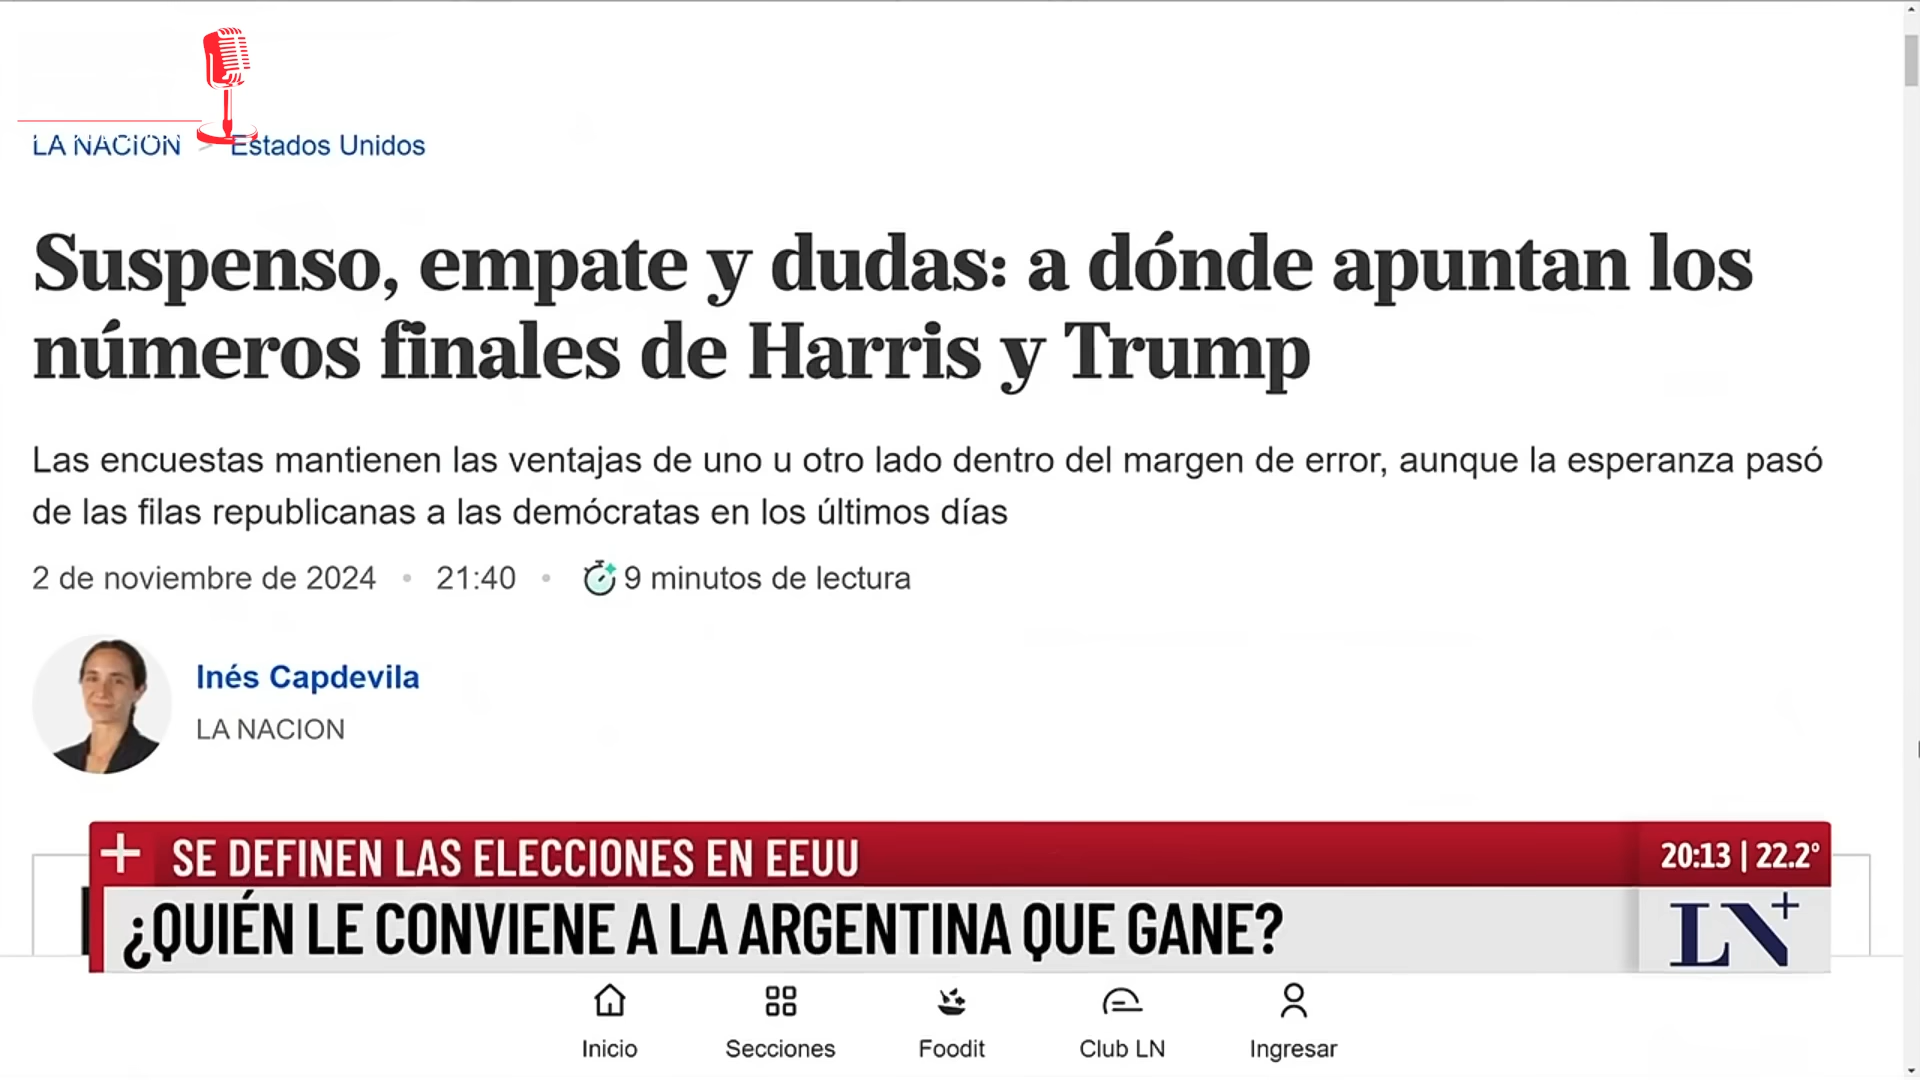 LA NACION > Estados Unidos
Suspenso, empate y dudas: a dónde apuntan los
números finales de Harris y Trump
Las encuestas mantienen las ventajas de uno u otro lado dentro del margen de error, aunque la esperanza pasó
de las filas republicanas a las demócratas en los últimos días
2 de noviembre de 2024 • 21:40 • 9 minutos de lectura
Inés Capdevila
LA NACION
+ SE DEFINEN LAS ELECCIONES EN EEUU
20:13 | 22.2°
¿QUIÉN LE CONVIENE A LA ARGENTINA QUE GANE?
LN+
Inicio Secciones Foodit Club LN Ingresar